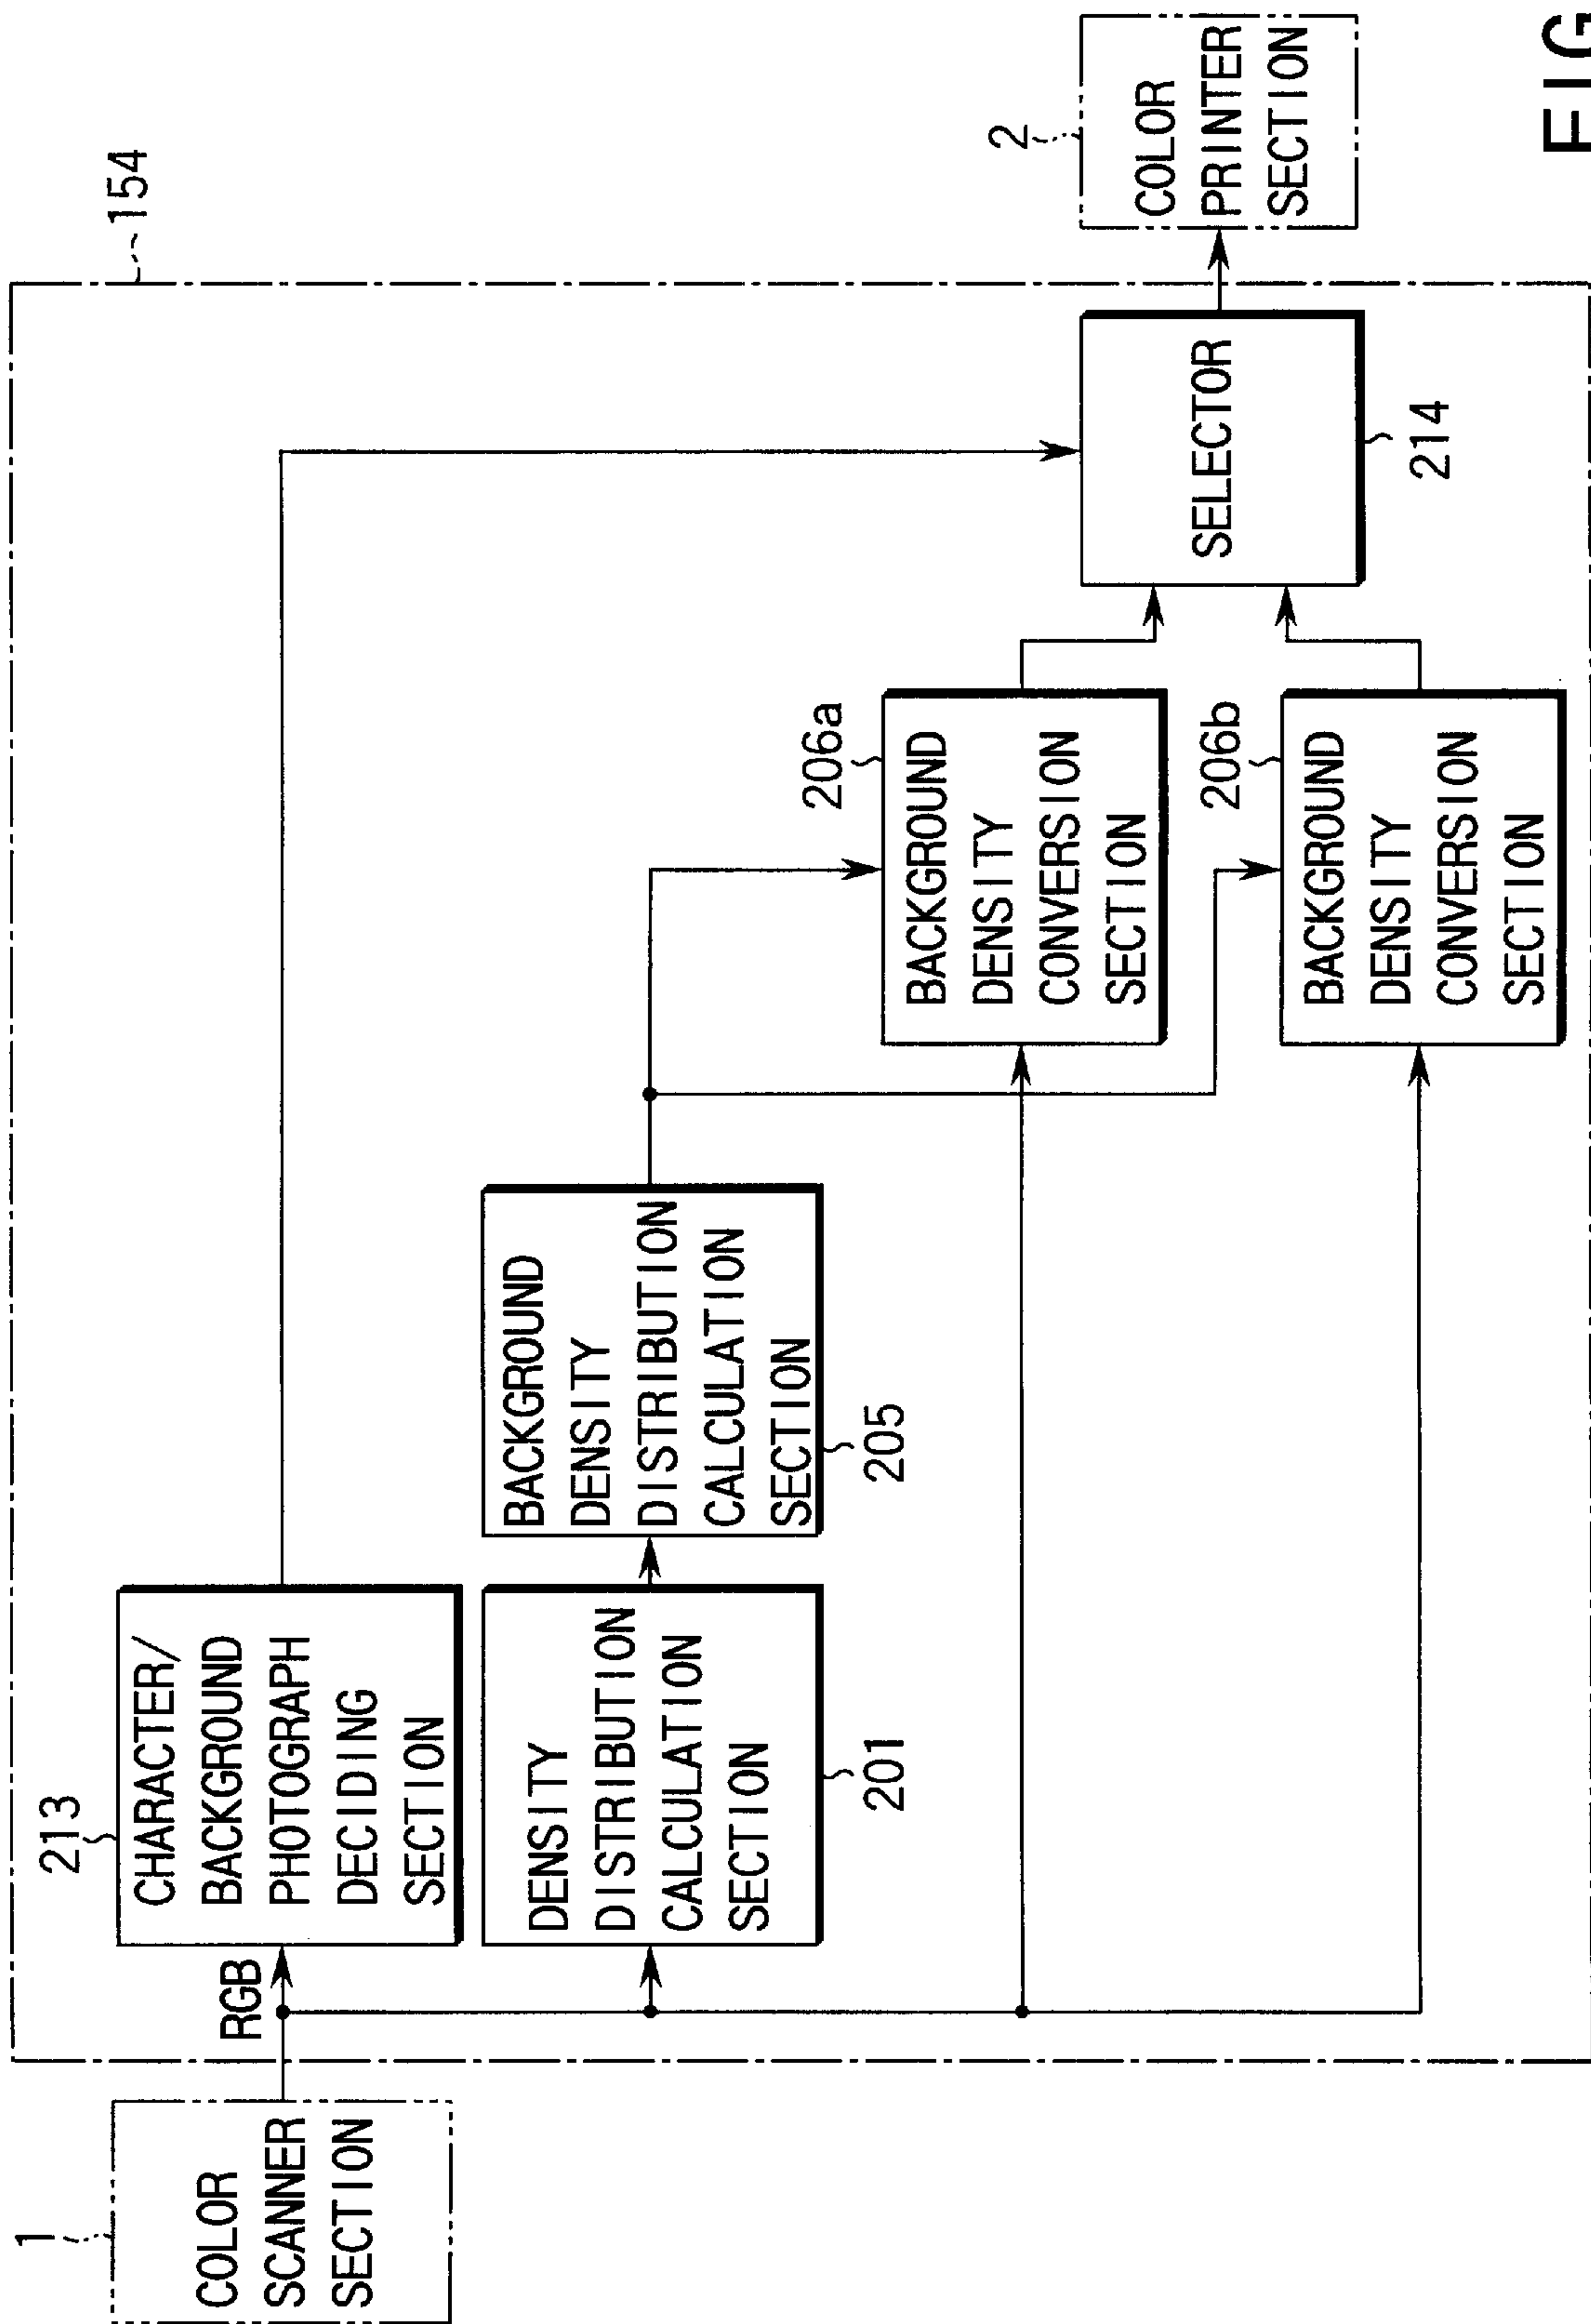 1
COLOR
SCANNER
SECTION
154
RGB
213
CHARACTER/
BACKGROUND
PHOTOGRAPH
DECIDING
SECTION
DENSITY
DISTRIBUTION
CALCULATION
SECTION
201
BACKGROUND
DENSITY
DISTRIBUTION
CALCULATION
SECTION
205
206a
BACKGROUND
DENSITY
CONVERSION
SECTION
206b
BACKGROUND
DENSITY
CONVERSION
SECTION
SELECTOR
214
2
COLOR
PRINTER
SECTION